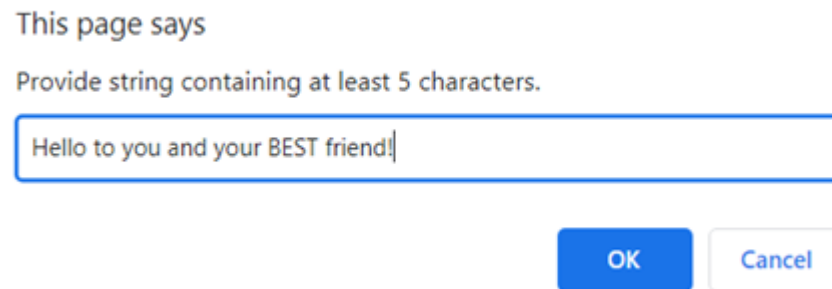 This page says
Provide string containing at least 5 characters.
Hello to you and your BEST friend!
OK Cancel